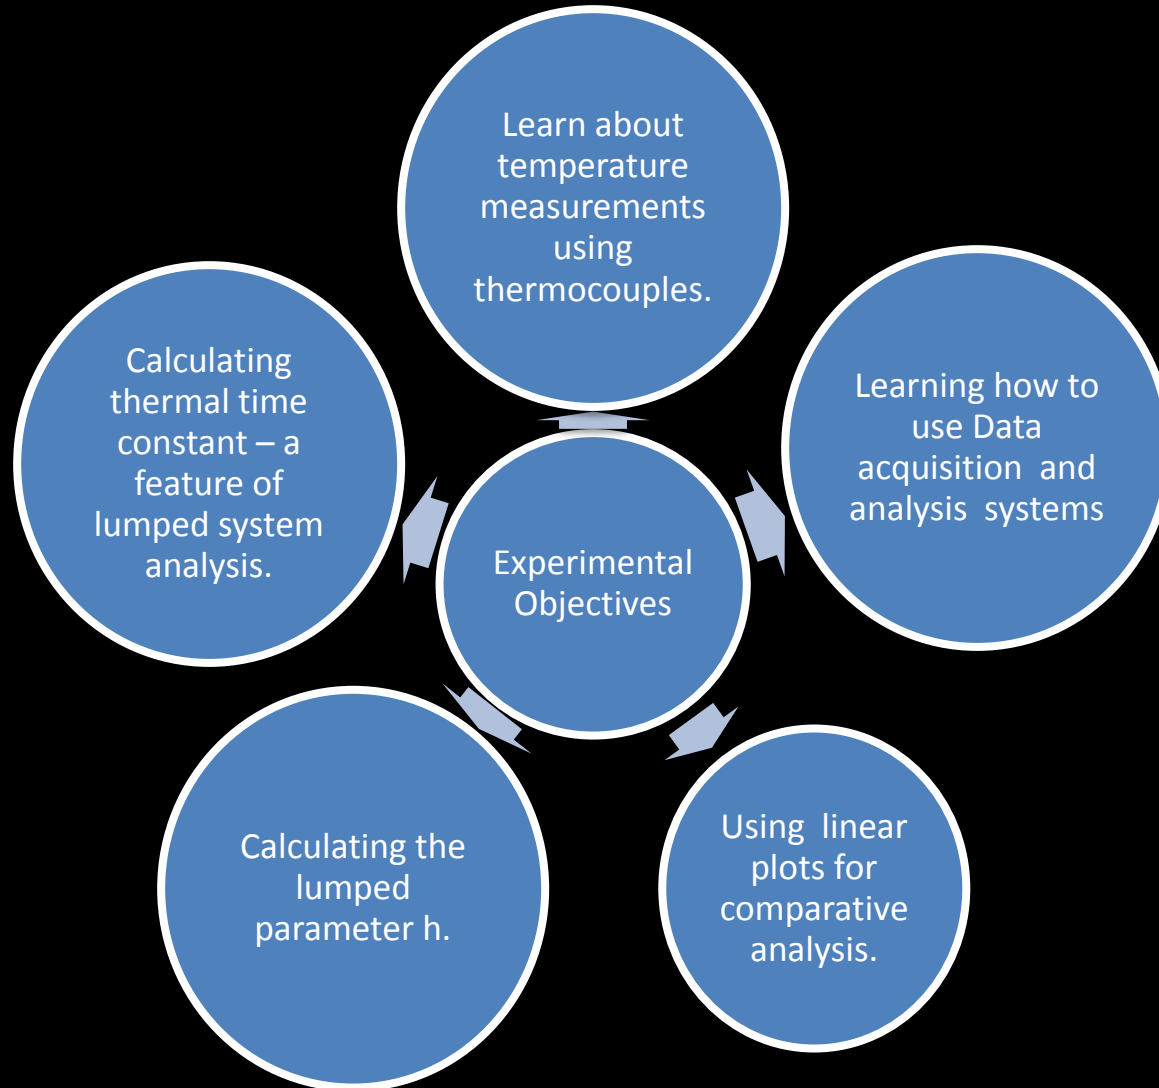 Learn about
temperature
measurements
using
thermocouples.
Learning how to
use Data
acquisition and
analysis systems
Using linear
plots for
comparative
analysis.
Calculating the
lumped
parameter h.
Calculating
thermal time
constant – a
feature of
lumped system
analysis.
Experimental
Objectives